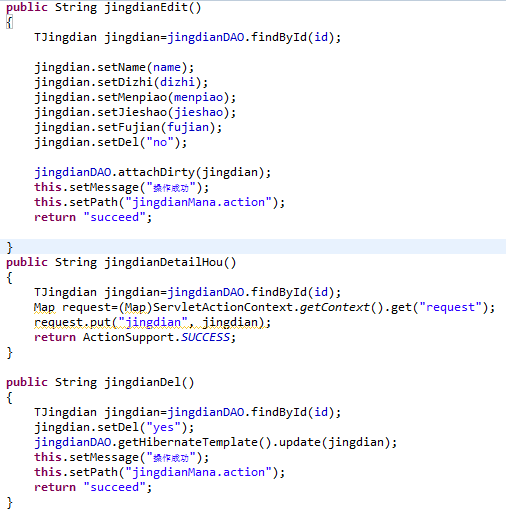 public String jingdianEdit()
{
TJingdian jingdian=jingdianDAO.findById(id);
jingdian.setName(name);
jingdian.setDizhi(dizhi);
jingdian.setMenpiao(menpiao);
jingdian.setJieshao(jieshao);
jingdian.setFujian(fujian);
jingdian.setDel("no");
jingdianDAO.attachDirty(jingdian);
this.setMessage("操作成功");
this.setPath("jingdianMana.action");
return "succeed";
}
public String jingdianDetailHou()
{
TJingdian jingdian=jingdianDAO.findById(id);
Map request=(Map)ServletActionContext.getContext().get("request");
request.put("jingdian", jingdian);
return ActionSupport.SUCCESS;
}
public String jingdianDel()
{
TJingdian jingdian=jingdianDAO.findById(id);
jingdian.setDel("yes");
jingdianDAO.getHibernateTemplate().update(jingdian);
this.setMessage("操作成功");
this.setPath("jingdianMana.action");
return "succeed";
}